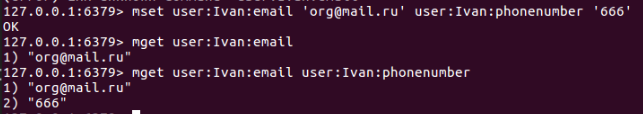 127.0.0.1:6379> mset user:Ivan:email 'org@mail.ru' user:Ivan:phonenumber '666'
OK
127.0.0.1:6379> mget user:Ivan:email
1) "org@mail.ru"
127.0.0.1:6379> mget user:Ivan:email user:Ivan:phonenumber
1) "org@mail.ru"
2) "666"